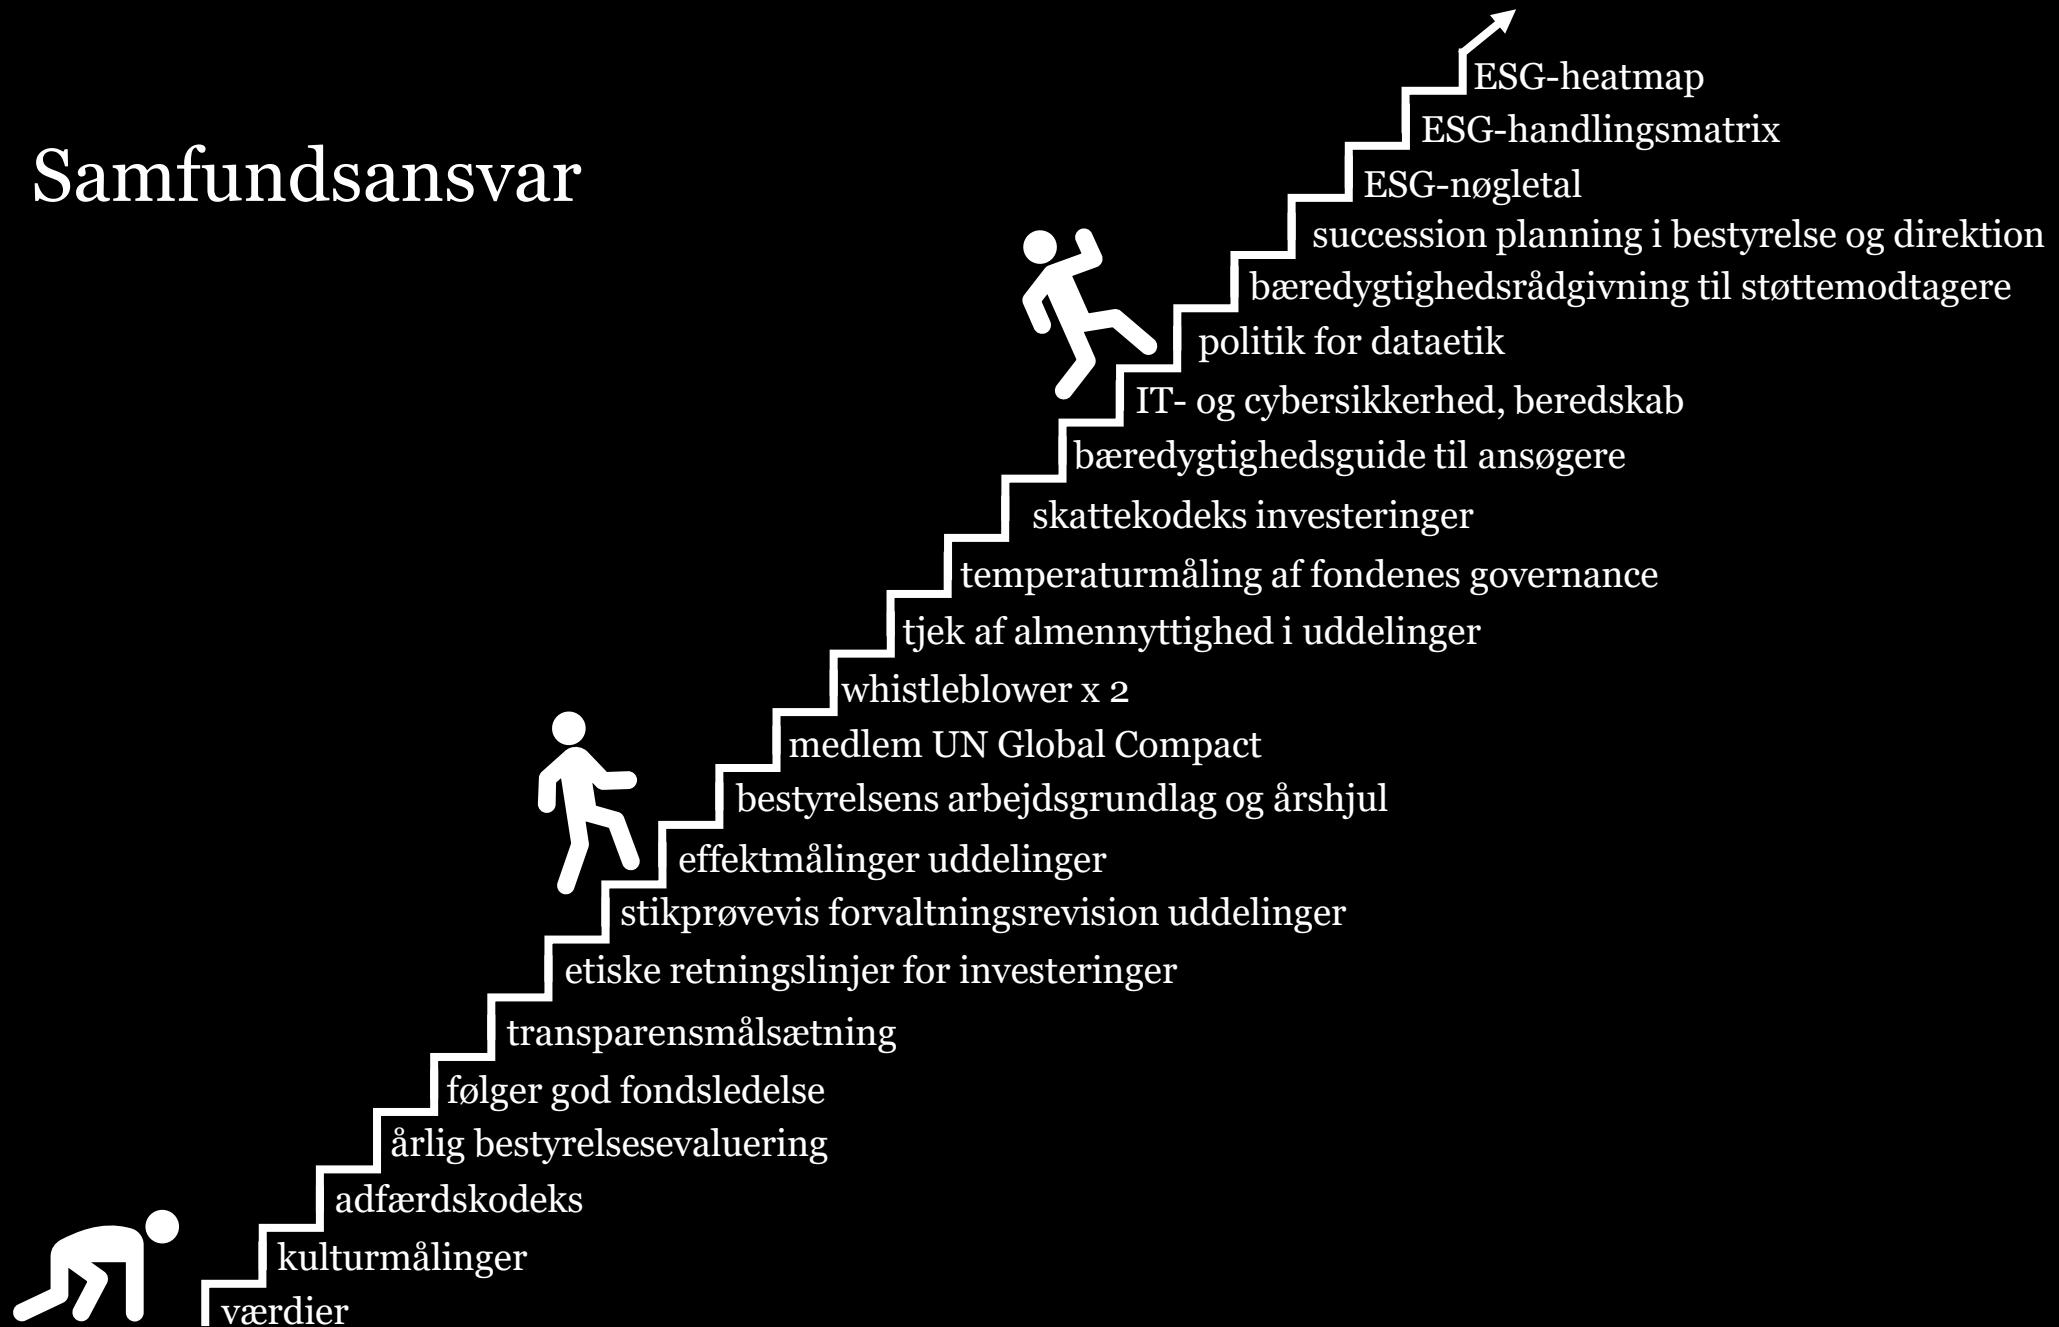 Samfundsansvar
ESG-heatmap
ESG-handlingsmatrix
ESG-nøgletal
succession planning i bestyrelse og direktion
bæredygtighedsrådgivning til støttemodtagere
politik for dataetik
IT- og cybersikkerhed, beredskab
bæredygtighedsguide til ansøgere
skattekodeks investeringer
temperaturmåling af fondenes governance
tjek af almennyttighed i uddelinger
whistleblower x 2
medlem UN Global Compact
bestyrelsens arbejdsgrundlag og årshjul
effektmålinger uddelinger
stikprøvevis forvaltningsrevision uddelinger
etiske retningslinjer for investeringer
transparensmålsætning
følger god fondsledelse
årlig bestyrelsesevaluering
adfærdskodeks
kulturmålinger
værdier